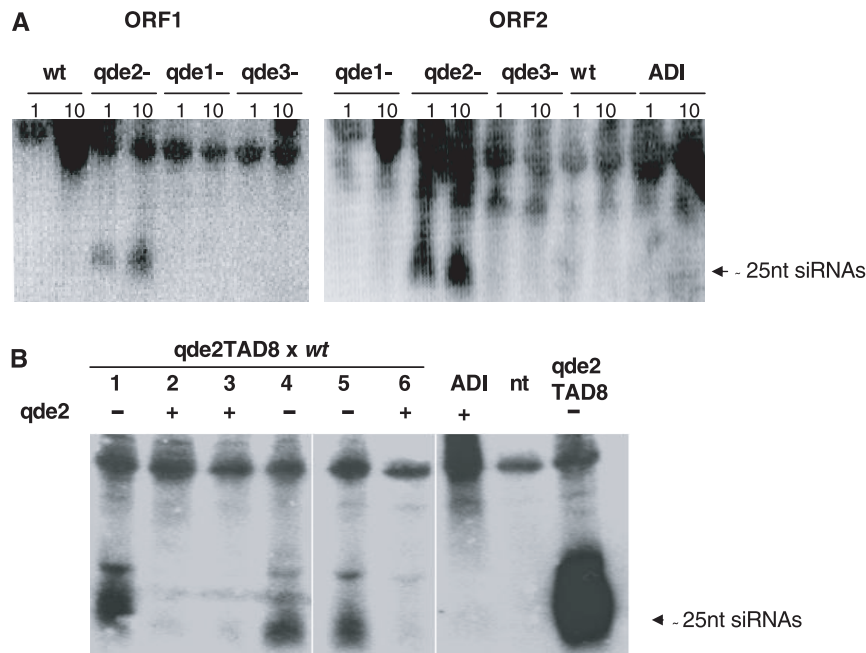 A
ORF1 ORF2
wt qde2- qde1- qde3- qde1- qde2- qde3- wt ADI
1 10 1 10 1 10 1 10 1 10 1 10 1 10 1 10 1 10
~ 25nt siRNAs
B
qde2TAD8 x wt
1 2 3 4 5 6 ADI nt qde2 TAD8
qde2 – + + – – + + –
~ 25nt siRNAs